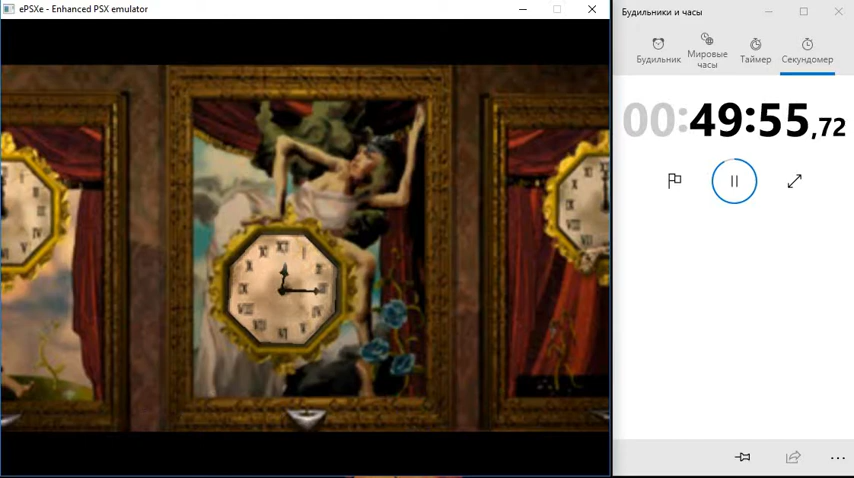 ePSXe - Enhanced PSX emulator
Будильники и часы
Будильник
Мировые
часы
Таймер
Секундомер
00:49:55,72